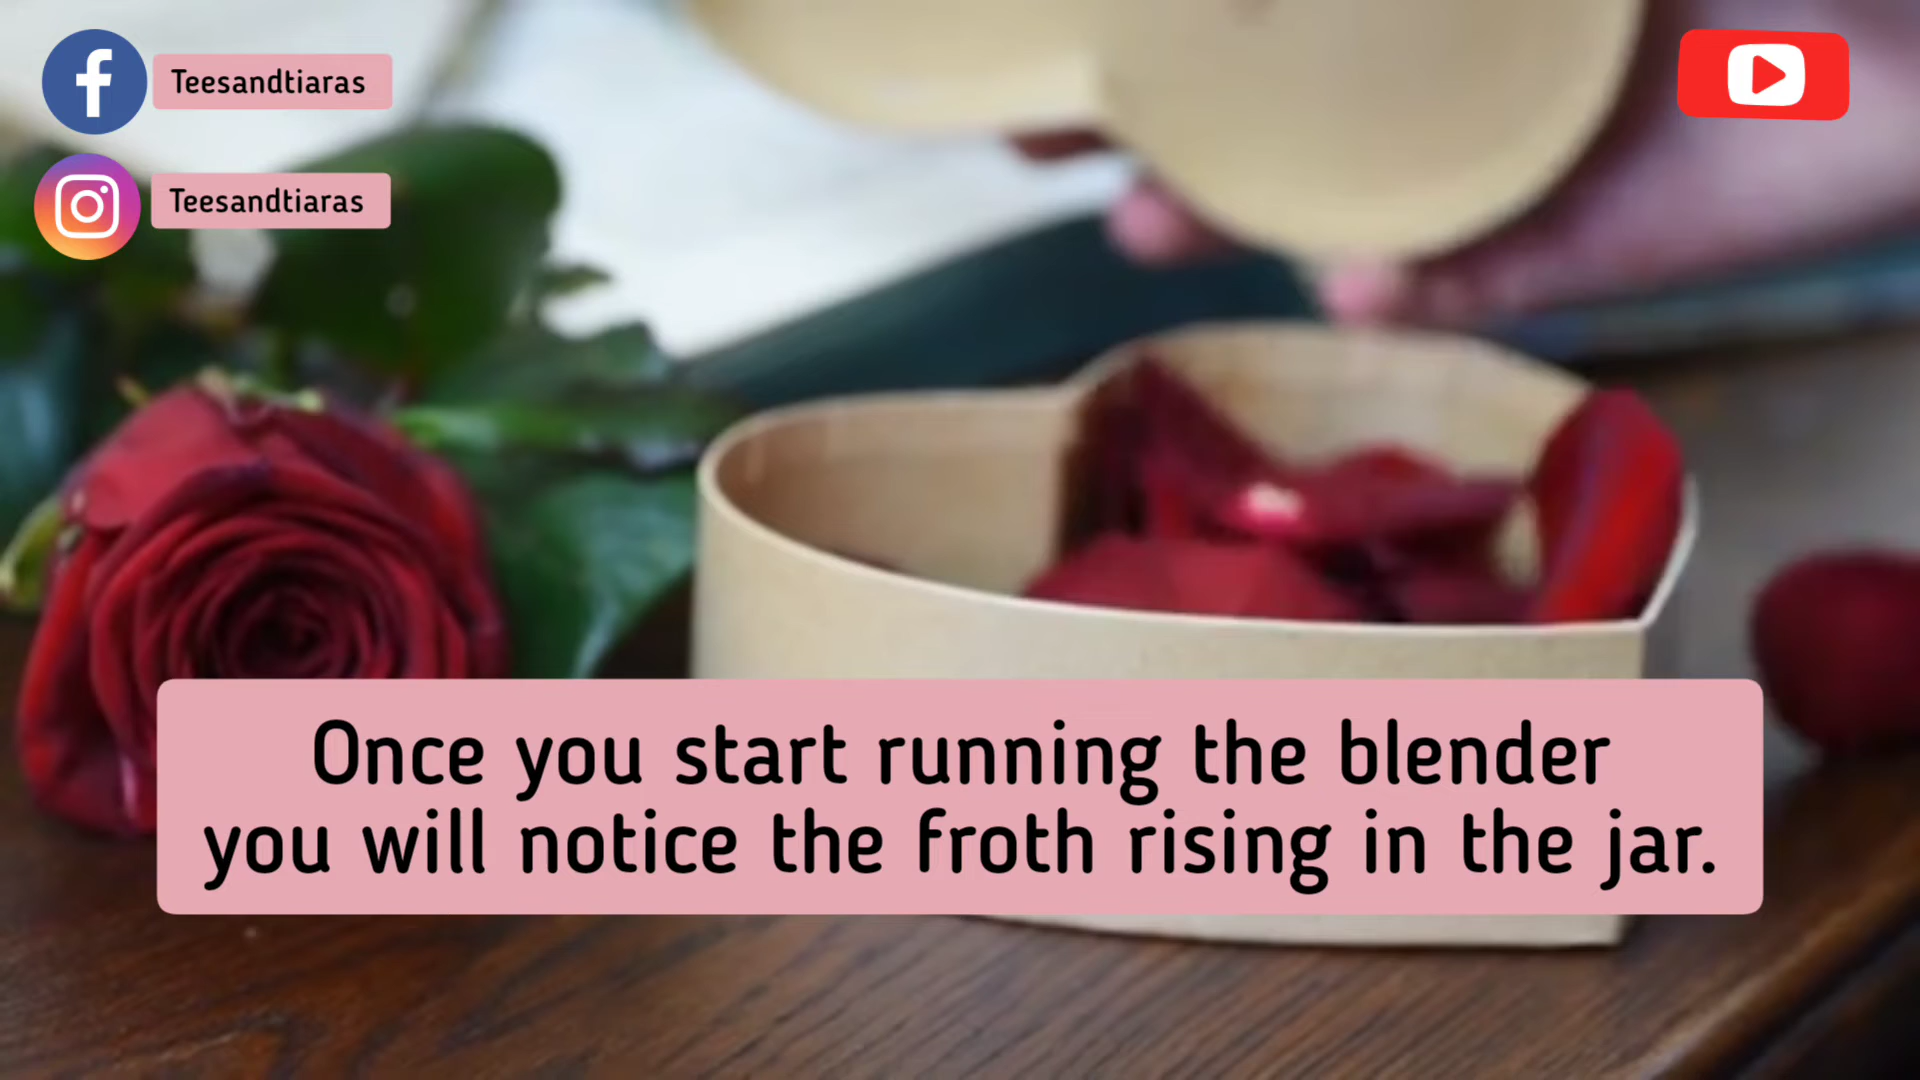 Teesandtiaras
Teesandtiaras
Once you start running the blender
you will notice the froth rising in the jar.